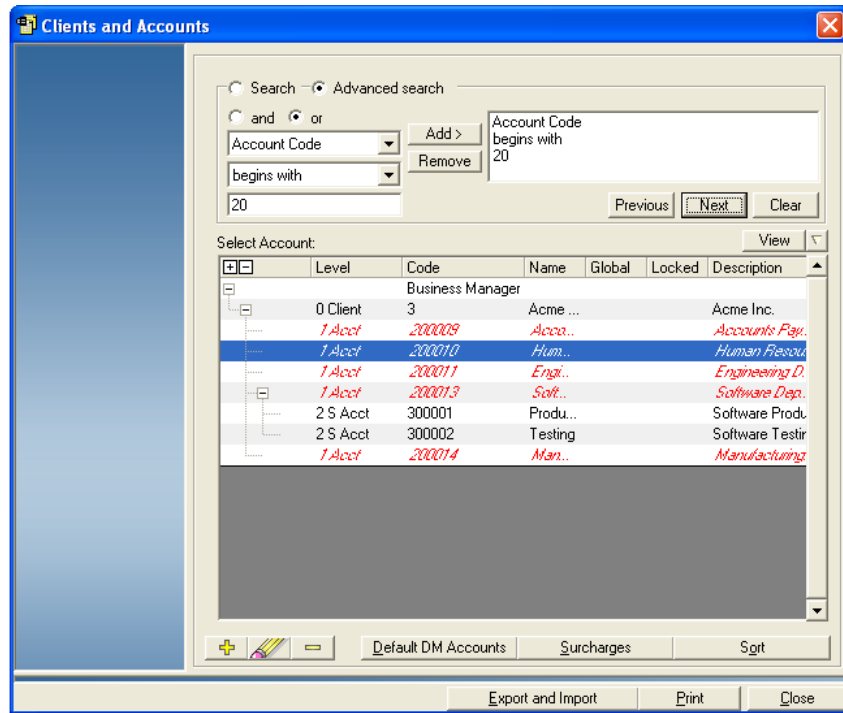 Clients and Accounts
Search Advanced search
and or
Account Code
begins with
20
Add >
Remove
Account Code
begins with
20
Previous Next Clear
Select Account:
View
Level Code Name Global Locked Description
Business Manager
0 Client 3 Acme ... Acme Inc.
1 Acct 200009 Acco... Accounts Pay.
1 Acct 200010 Hum... Human Resou
1 Acct 200011 Engi... Engineering D.
1 Acct 200013 Soft... Software Dep.
2 S Acct 300001 Produ... Software Produ
2 S Acct 300002 Testing Software Testin
1 Acct 200014 Man... Manufacturing
Default DM Accounts Surcharges Sort
Export and Import Print Close